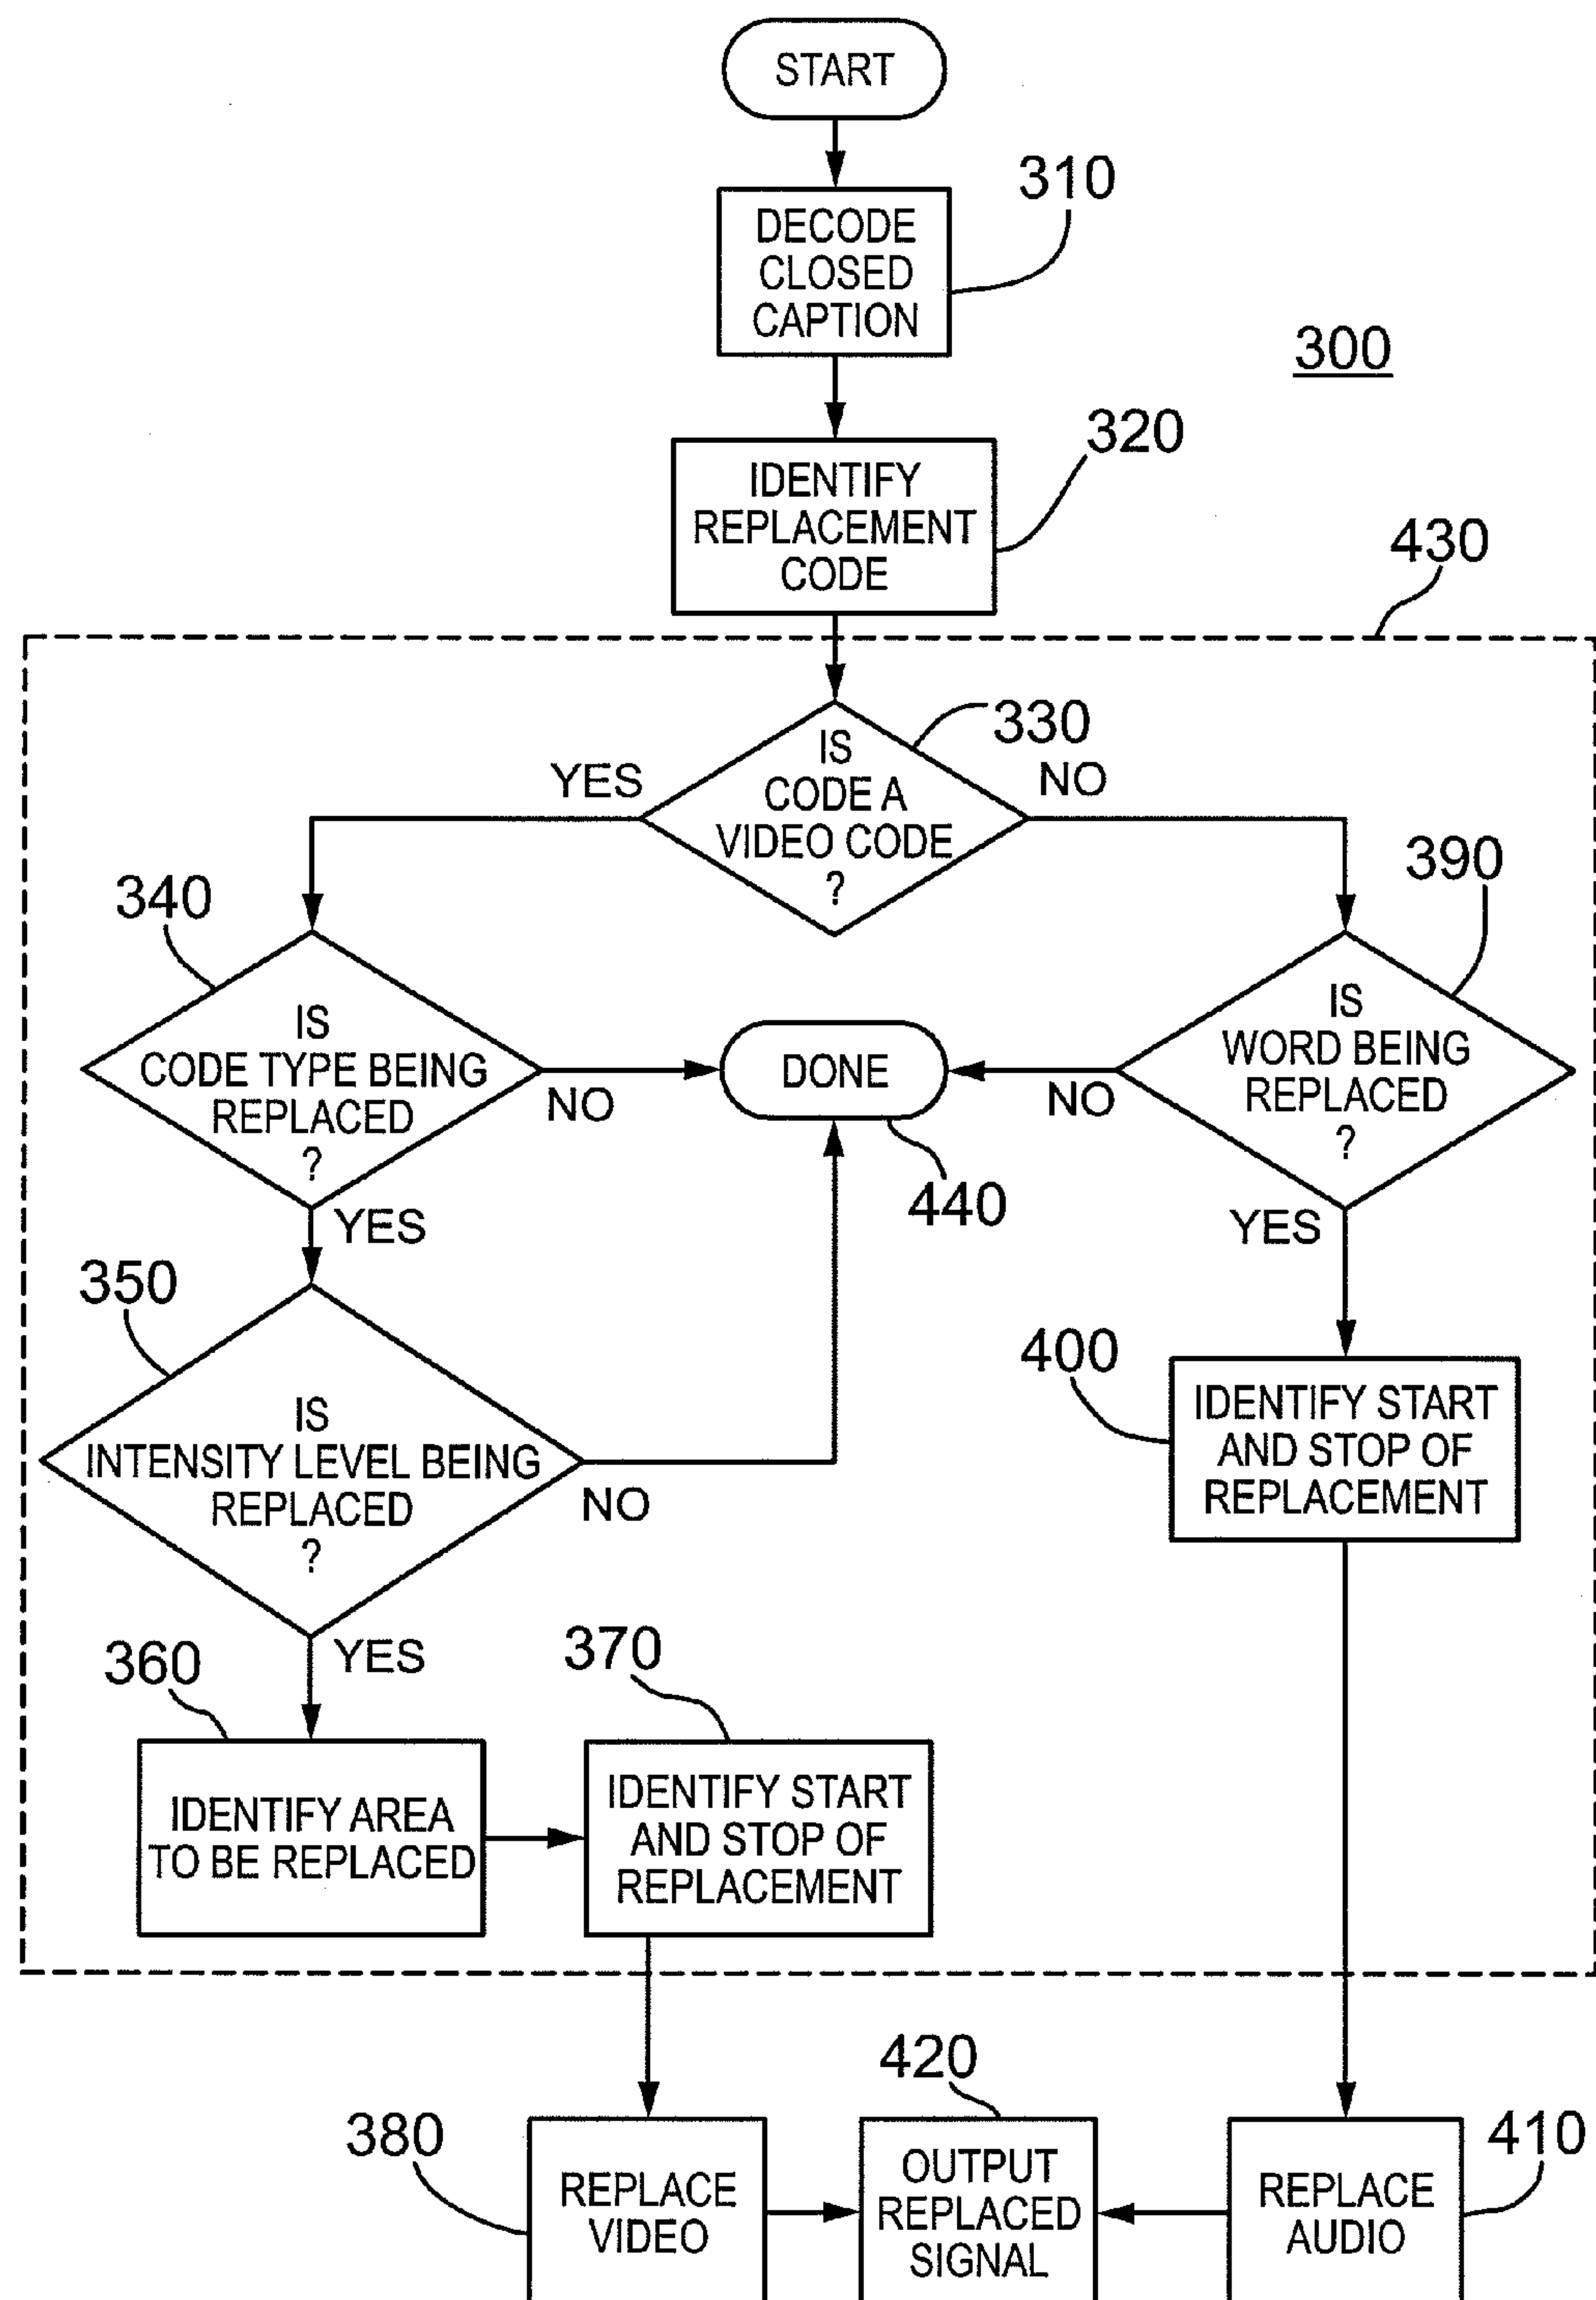 START
310
DECODE
CLOSED
CAPTION
300
320
IDENTIFY
REPLACEMENT
CODE
430
330
IS
CODE A
VIDEO CODE
?
YES
NO
340
390
IS
CODE TYPE BEING
REPLACED
?
NO
DONE
440
IS
WORD BEING
REPLACED
?
NO
YES
YES
350
IS
INTENSITY LEVEL BEING
REPLACED
?
NO
400
IDENTIFY START
AND STOP OF
REPLACEMENT
YES
360
IDENTIFY AREA
TO BE REPLACED
370
IDENTIFY START
AND STOP OF
REPLACEMENT
380
REPLACE
VIDEO
420
OUTPUT
REPLACED
SIGNAL
410
REPLACE
AUDIO